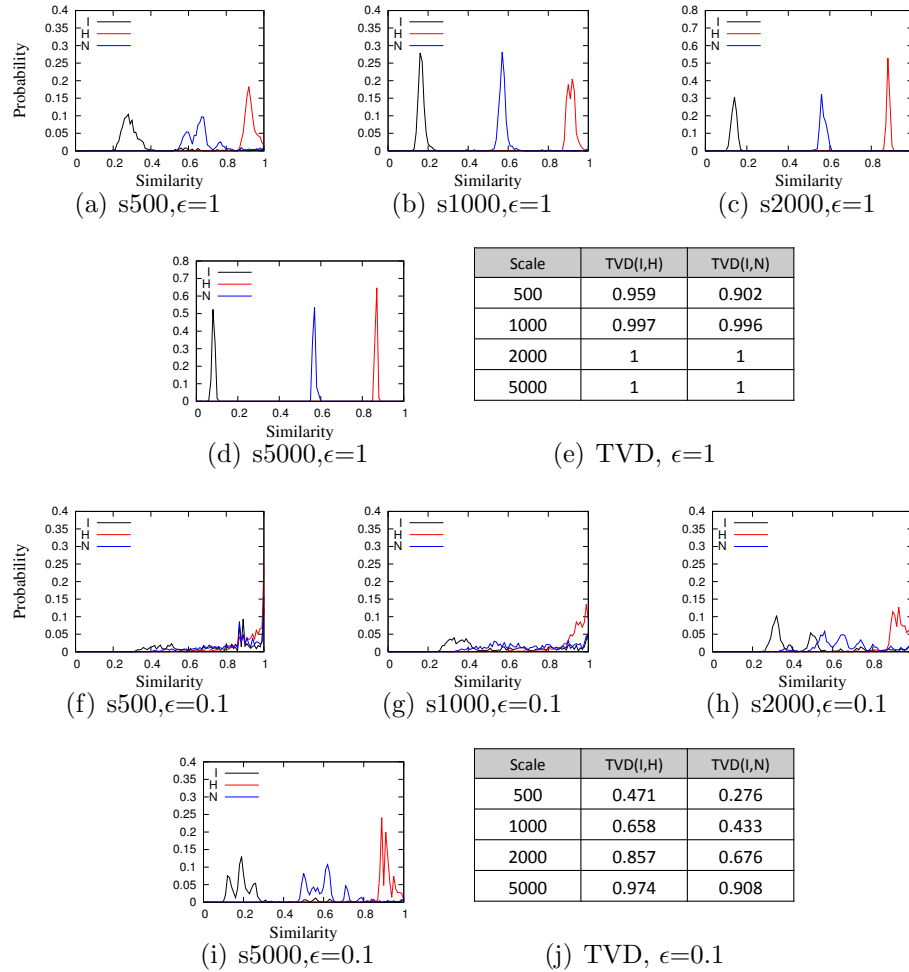 I
H
N
Probability
0.4
0.35
0.3
0.25
0.2
0.15
0.1
0.05
0
0 0.2 0.4 0.6 0.8 1
Similarity
(a) s500,ϵ=1
I
H
N
0.4
0.35
0.3
0.25
0.2
0.15
0.1
0.05
0
0 0.2 0.4 0.6 0.8 1
Similarity
(b) s1000,ϵ=1
I
H
N
0.8
0.7
0.6
0.5
0.4
0.3
0.2
0.1
0
0 0.2 0.4 0.6 0.8
Similarity
(c) s2000,ϵ=1
I
H
N
0.8
0.7
0.6
0.5
0.4
0.3
0.2
0.1
0
0 0.2 0.4 0.6 0.8 1
Similarity
(d) s5000,ϵ=1
Scale TVD(I,H) TVD(I,N)
500 0.959 0.902
1000 0.997 0.996
2000 1 1
5000 1 1
(e) TVD, ϵ=1
I
H
N
Probability
0.4
0.35
0.3
0.25
0.2
0.15
0.1
0.05
0
0 0.2 0.4 0.6 0.8 1
Similarity
(f) s500,ϵ=0.1
I
H
N
0.4
0.35
0.3
0.25
0.2
0.15
0.1
0.05
0
0 0.2 0.4 0.6 0.8 1
Similarity
(g) s1000,ϵ=0.1
I
H
N
0.4
0.35
0.3
0.25
0.2
0.15
0.1
0.05
0
0 0.2 0.4 0.6 0.8
Similarity
(h) s2000,ϵ=0.1
I
H
N
0.4
0.35
0.3
0.25
0.2
0.15
0.1
0.05
0
0 0.2 0.4 0.6 0.8 1
Similarity
(i) s5000,ϵ=0.1
Scale TVD(I,H) TVD(I,N)
500 0.471 0.276
1000 0.658 0.433
2000 0.857 0.676
5000 0.974 0.908
(j) TVD, ϵ=0.1